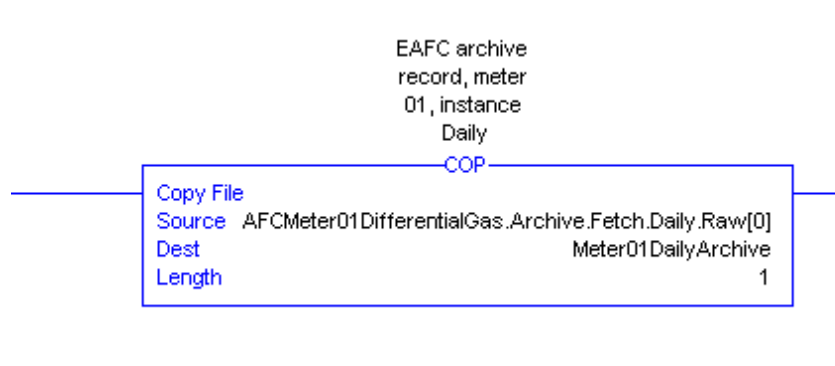 EAFC archive
record, meter
01, instance
Daily
COP
Copy File
Source AFCMeter01DifferentialGas.Archive.Fetch.Daily.Raw[0]
Dest Meter01DailyArchive
Length 1